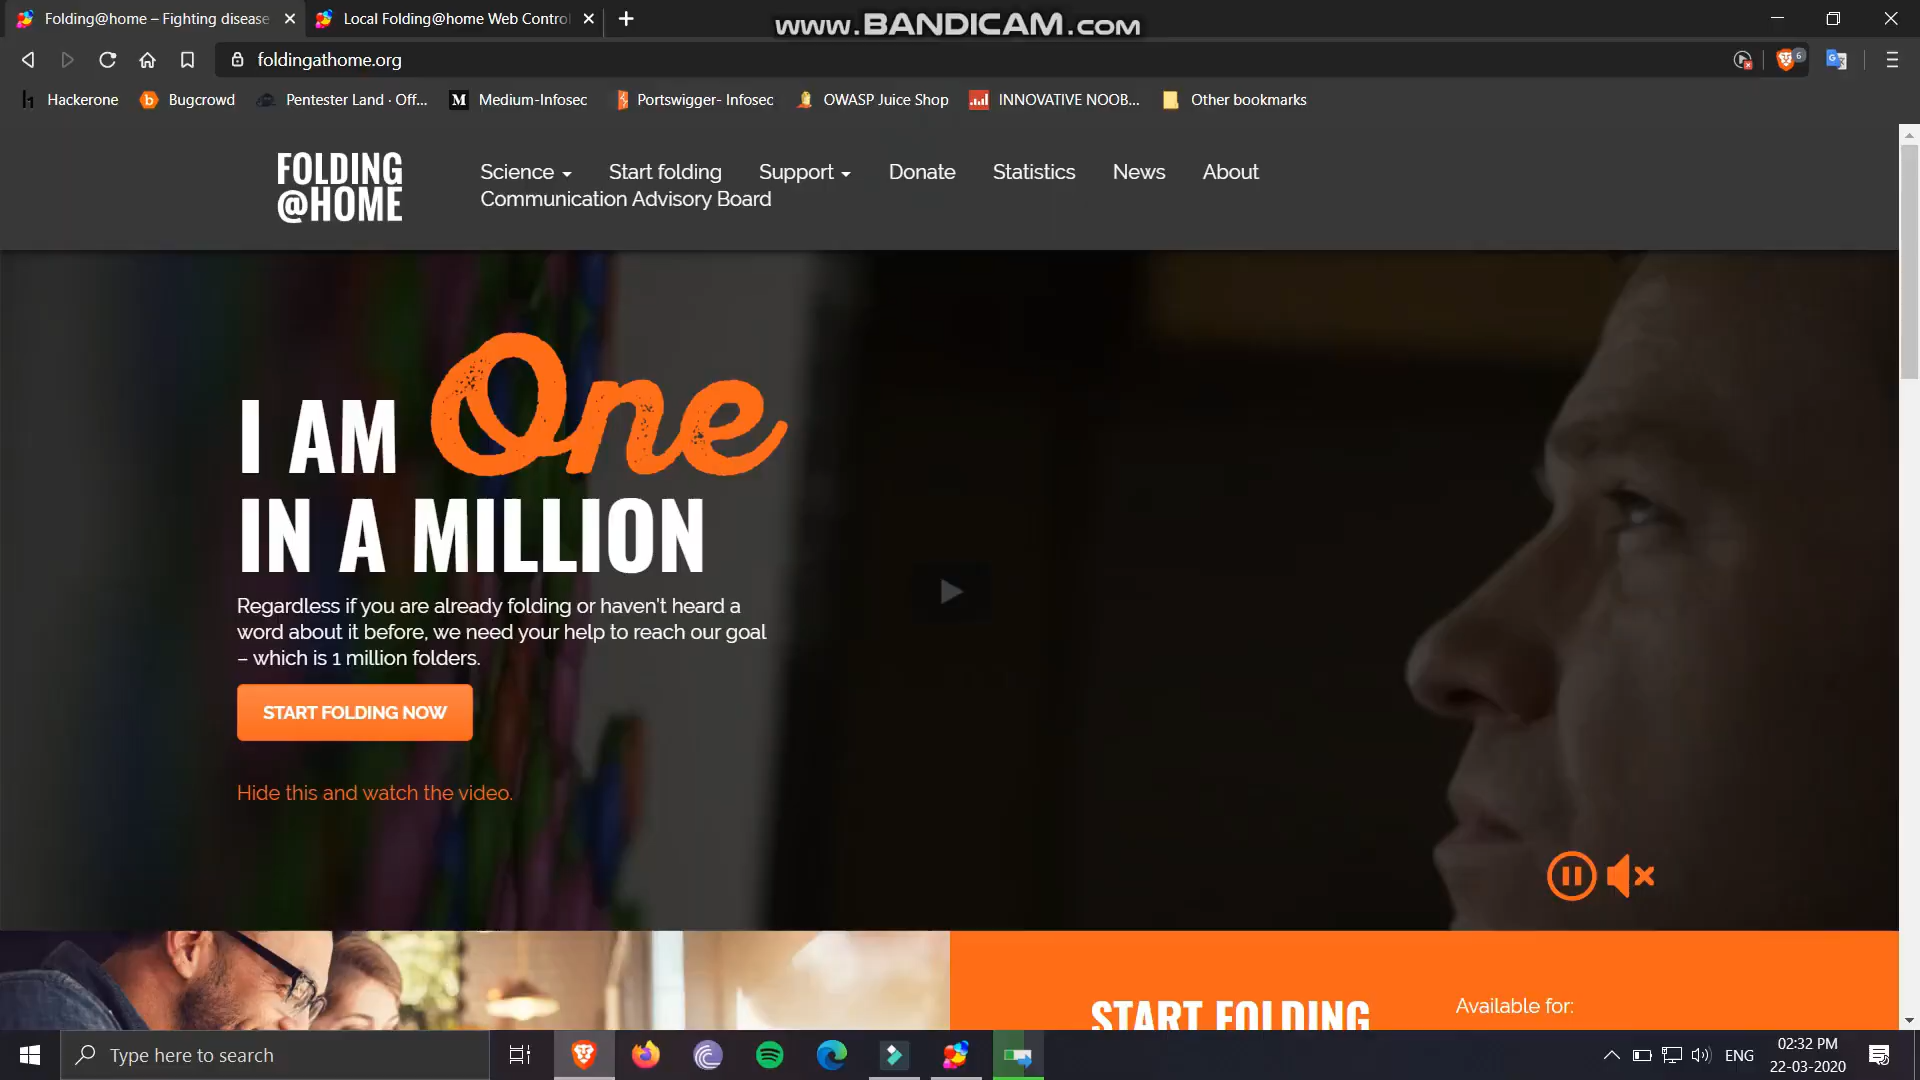 Folding@home – Fighting disease
Local Folding@home Web Contro
www.BANDICAM.com
foldingathome.org
6
Hackerone
Bugcrowd
Pentester Land · Off...
M
Medium-Infosec
Portswigger- Infosec
OWASP Juice Shop
INNOVATIVE NOOB...
Other bookmarks
FOLDING
@HOME
Science
Start folding
Support
Donate
Statistics
News
About
Communication Advisory Board
I AM One
IN A MILLION
Regardless if you are already folding or haven't heard a
word about it before, we need your help to reach our goal
– which is 1 million folders.
START FOLDING NOW
Hide this and watch the video.
START FOLDING
Available for:
Type here to search
ENG
02:32 PM
22-03-2020